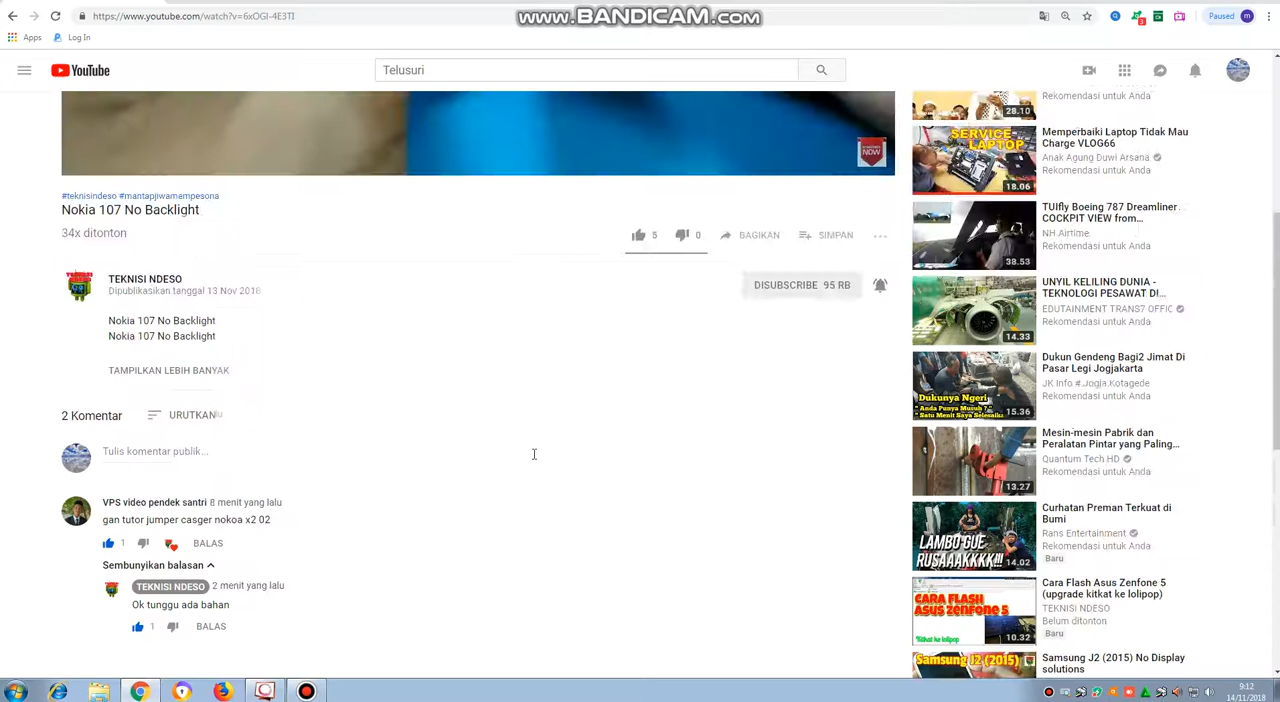 https://www.youtube.com/watch?v=6xOGI-4E3TI
www.BANDICAM.com
Paused
m
Apps
Log In
YouTube
Telusuri
NOW
#teknisindeso #mantapjiwamempesona
Nokia 107 No Backlight
34x ditonton
5
0
BAGIKAN
SIMPAN
TEKNISI NDESO
Dipublikasikan tanggal 13 Nov 2018
DISUBSCRIBE 95 RB
Nokia 107 No Backlight
Nokia 107 No Backlight
TAMPILKAN LEBIH BANYAK
2 Komentar
URUTKAN
Tulis komentar publik...
VPS video pendek santri 8 menit yang lalu
gan tutor jumper casger nokoa x2 02
1
BALAS
Sembunyikan balasan
TEKNISI NDESO 2 menit yang lalu
Ok tunggu ada bahan
1
BALAS
28.10
Rekomendasi untuk Anda
SERVICE LAPTOP
18.06
Memperbaiki Laptop Tidak Mau
Charge VLOG66
Anak Agung Duwi Arsana
Rekomendasi untuk Anda
38.53
TUIfly Boeing 787 Dreamliner
COCKPIT VIEW from...
NH Airtime.
Rekomendasi untuk Anda
14.33
UNYIL KELILING DUNIA -
TEKNOLOGI PESAWAT DI...
EDUTAINMENT TRANS7 OFFIC
Rekomendasi untuk Anda
Dukunya Ngeri
" Anda Punya Musuh ? "
" Satu Menit Saya Selesaik
15.36
Dukun Gendeng Bagi2 Jimat Di
Pasar Legi Jogjakarta
JK Info #.Jogja.Kotagede
Rekomendasi untuk Anda
13.27
Mesin-mesin Pabrik dan
Peralatan Pintar yang Paling...
Quantum Tech HD
Rekomendasi untuk Anda
LAMBO GUE
RUSAAAKKKK!!!
14.02
Curhatan Preman Terkuat di
Bumi
Rans Entertainment
Rekomendasi untuk Anda
Baru
CARA FLASH
ASUS ZENFONE 5
Kitkat ke lolipop
10.32
Cara Flash Asus Zenfone 5
(upgrade kitkat ke lolipop)
TEKNISI NDESO
Belum ditonton
Baru
Samsung J2 (2015)
Samsung J2 (2015) No Display
solutions
9:12
14/11/2018